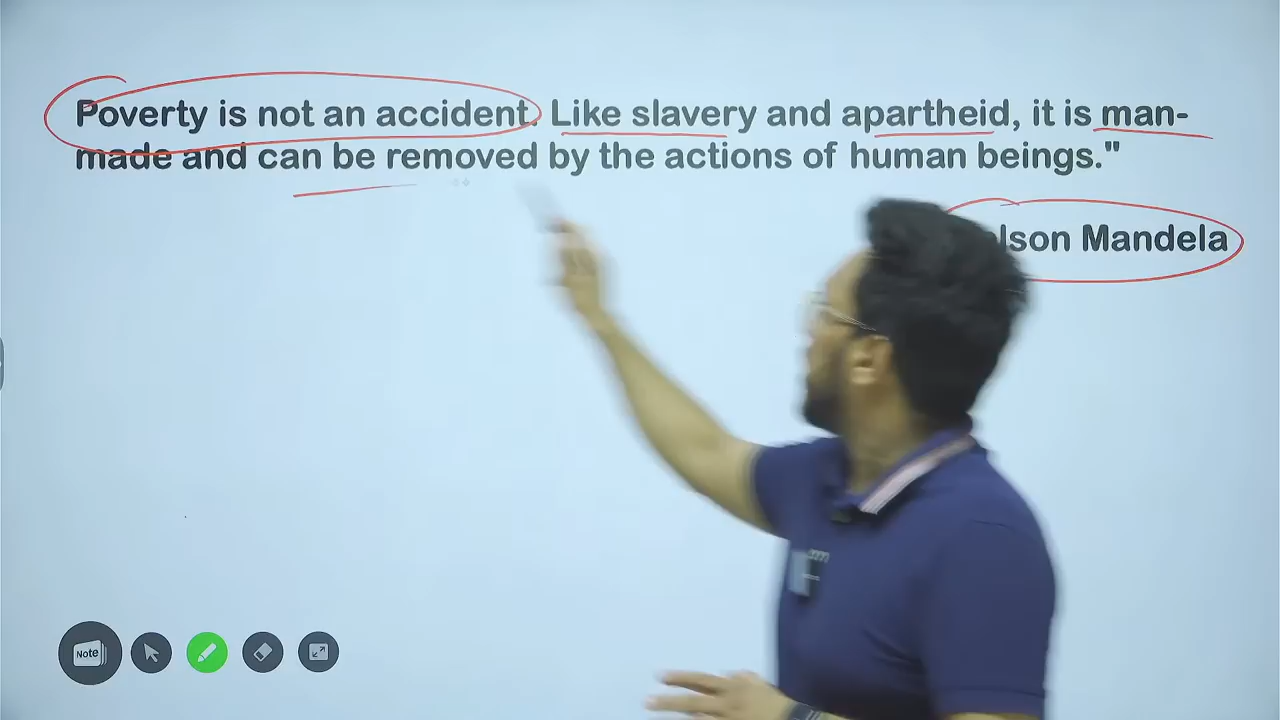 Poverty is not an accident. Like slavery and apartheid, it is man-
made and can be removed by the actions of human beings."
lson Mandela
Note